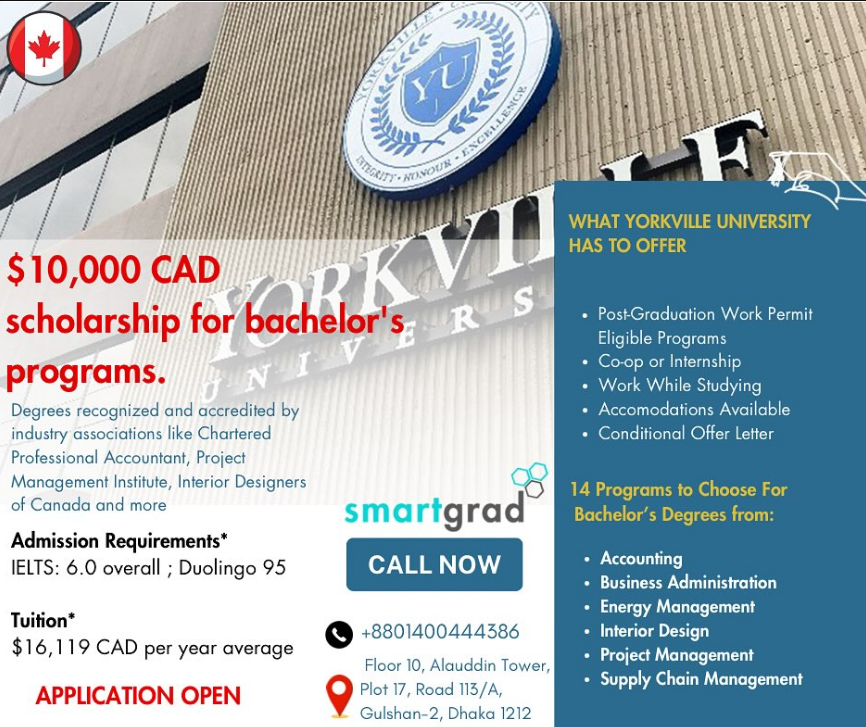 YORKVILLE UNIVERSITY
YU
INTEGRITY • HONOUR • EXCELLENCE
YORKVILLE
UNIVERS
$10,000 CAD
scholarship for bachelor's
programs.
Degrees recognized and accredited by
industry associations like Chartered
Professional Accountant, Project
Management Institute, Interior Designers
of Canada and more
Admission Requirements*
IELTS: 6.0 overall ; Duolingo 95
Tuition*
$16,119 CAD per year average
APPLICATION OPEN
smartgrad
CALL NOW
+8801400444386
Floor 10, Alauddin Tower,
Plot 17, Road 113/A,
Gulshan-2, Dhaka 1212
WHAT YORKVILLE UNIVERSITY
HAS TO OFFER
• Post-Graduation Work Permit
Eligible Programs
• Co-op or Internship
• Work While Studying
• Accomodations Available
• Conditional Offer Letter
14 Programs to Choose For
Bachelor's Degrees from:
• Accounting
• Business Administration
• Energy Management
• Interior Design
• Project Management
• Supply Chain Management